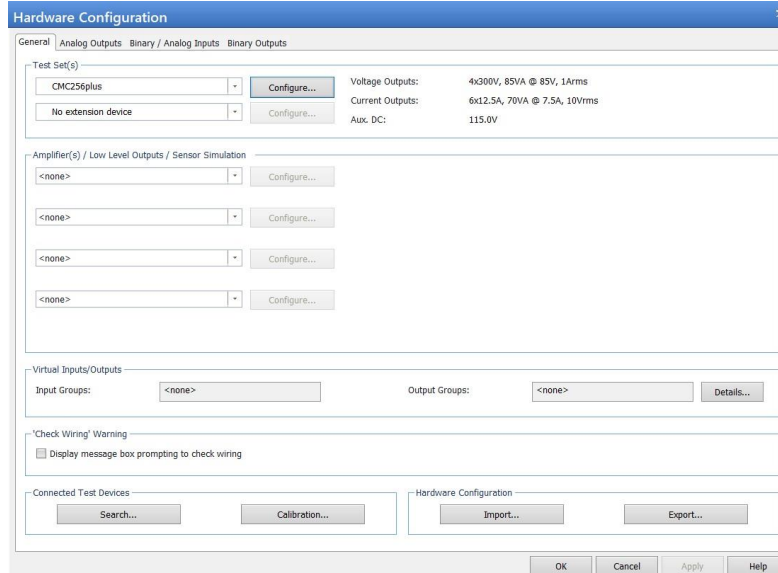 Hardware Configuration
General Analog Outputs Binary / Analog Inputs Binary Outputs
Test Set(s)
CMC256plus
Configure...
Voltage Outputs: 4x300V, 85VA @ 85V, 1Arms
No extension device
Configure...
Current Outputs: 6x12.5A, 70VA @ 7.5A, 10Vrms
Aux. DC: 115.0V
Amplifier(s) / Low Level Outputs / Sensor Simulation
<none> Configure...
<none> Configure...
<none> Configure...
<none> Configure...
Virtual Inputs/Outputs
Input Groups: <none> Output Groups: <none> Details...
'Check Wiring' Warning
Display message box prompting to check wiring
Connected Test Devices
Search... Calibration...
Hardware Configuration
Import... Export...
OK Cancel Apply Help